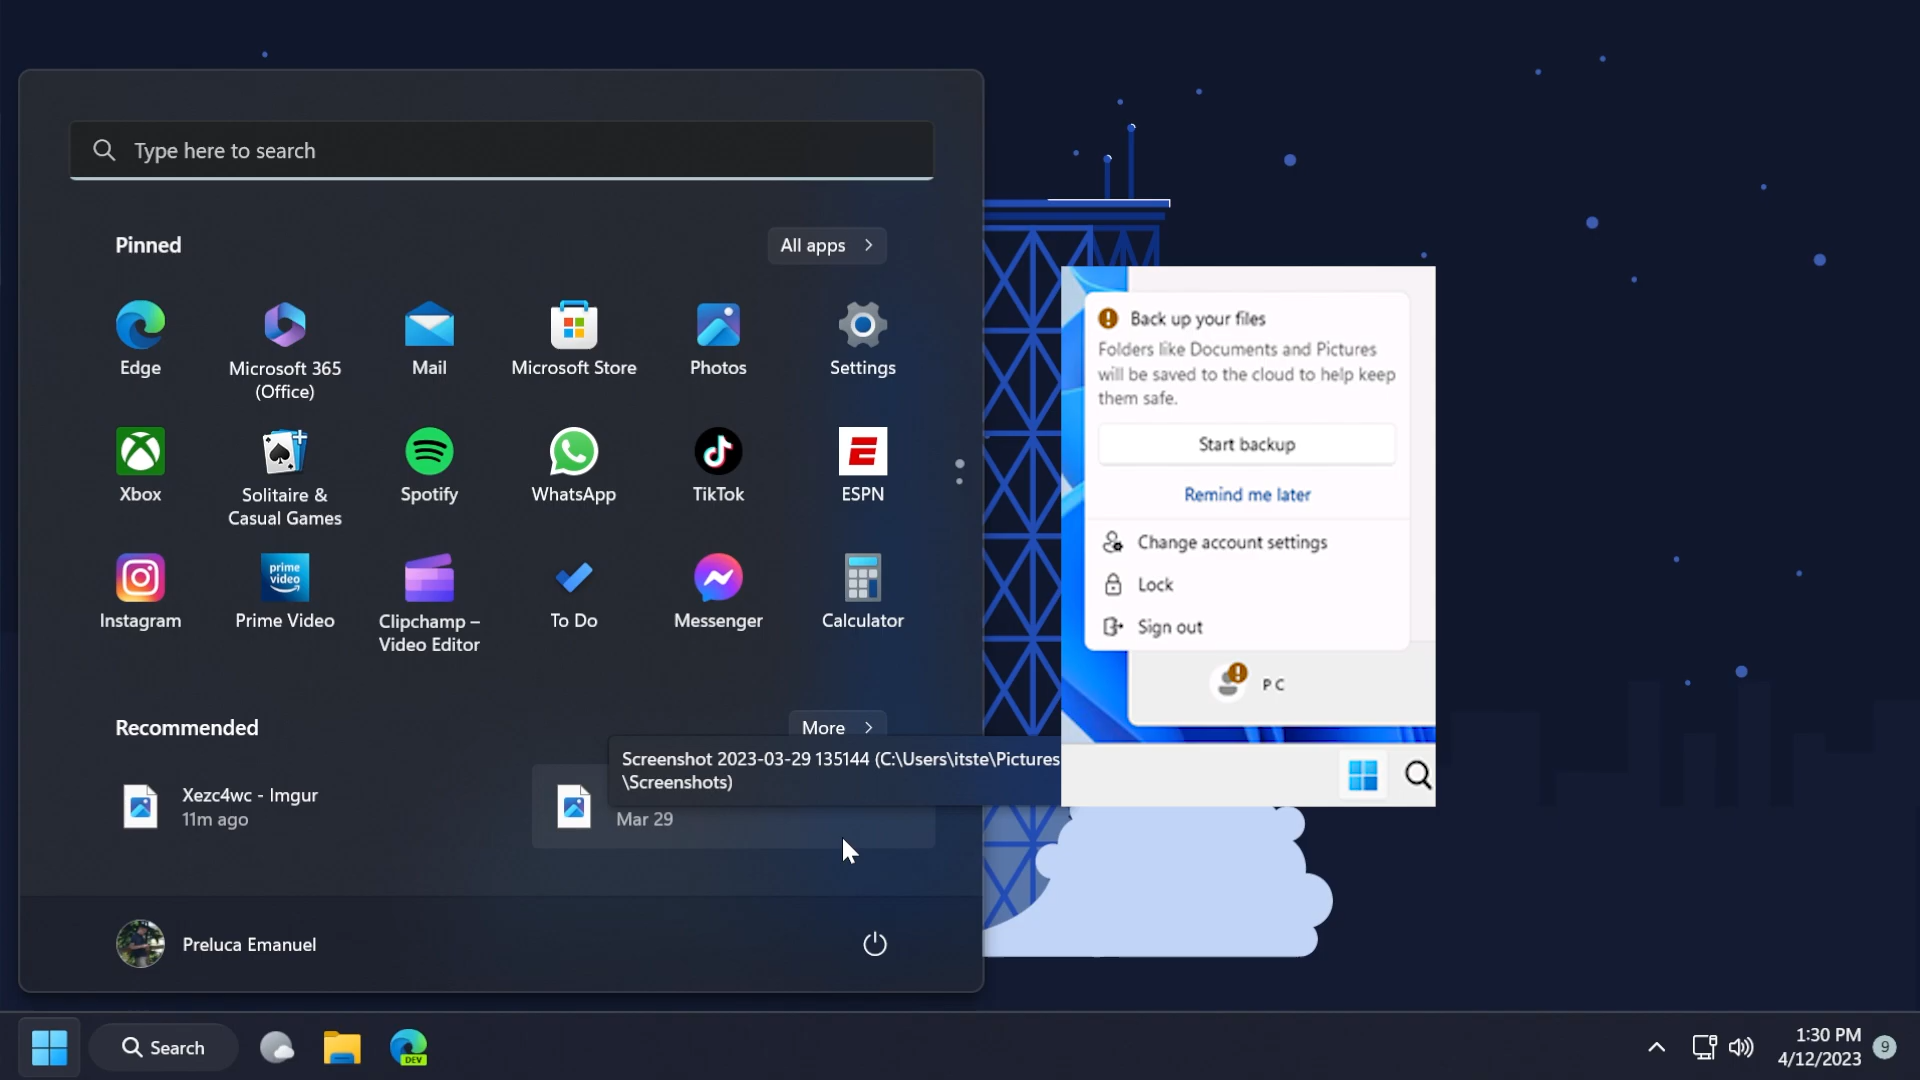 Type here to search
Pinned
All apps
Edge
Microsoft 365
(Office)
Mail
Microsoft Store
Photos
Settings
Xbox
Solitaire &
Casual Games
Spotify
WhatsApp
TikTok
ESPN
prime
video
Instagram
Prime Video
Clipchamp –
Video Editor
To Do
Messenger
Calculator
Recommended
More
Screenshot 2023-03-29 135144 (C:\Users\itste\Pictures
\Screenshots)
Xezc4wc - Imgur
11m ago
Mar 29
Preluca Emanuel
Back up your files
Folders like Documents and Pictures
will be saved to the cloud to help keep
them safe.
Start backup
Remind me later
Change account settings
Lock
Sign out
P C
Search
DEV
1:30 PM
4/12/2023
9